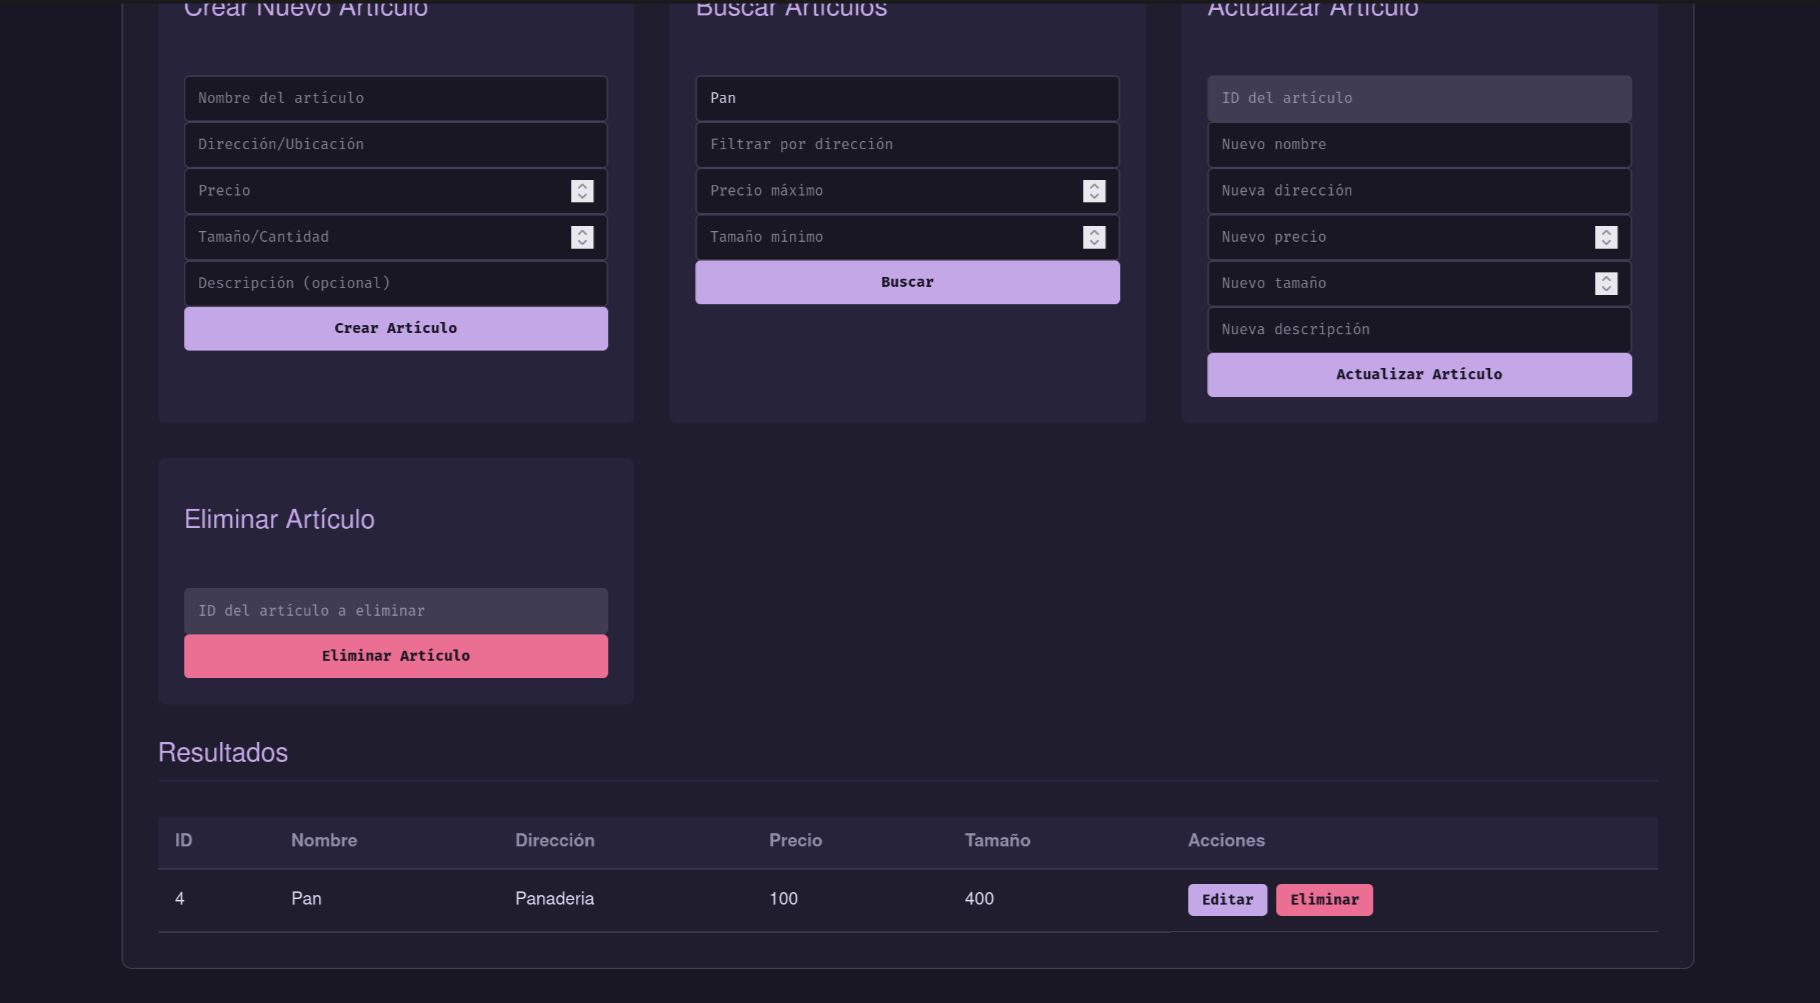 Crear Nuevo Artículo
Nombre del artículo
Dirección/Ubicación
Precio
Tamaño/Cantidad
Descripción (opcional)
Crear Artículo
Buscar Artículos
Pan
Filtrar por dirección
Precio máximo
Tamaño mínimo
Buscar
Actualizar Artículo
ID del artículo
Nuevo nombre
Nueva dirección
Nuevo precio
Nuevo tamaño
Nueva descripción
Actualizar Artículo
Eliminar Artículo
ID del artículo a eliminar
Eliminar Artículo
Resultados
ID Nombre Dirección Precio Tamaño Acciones
4 Pan Panaderia 100 400 Editar Eliminar